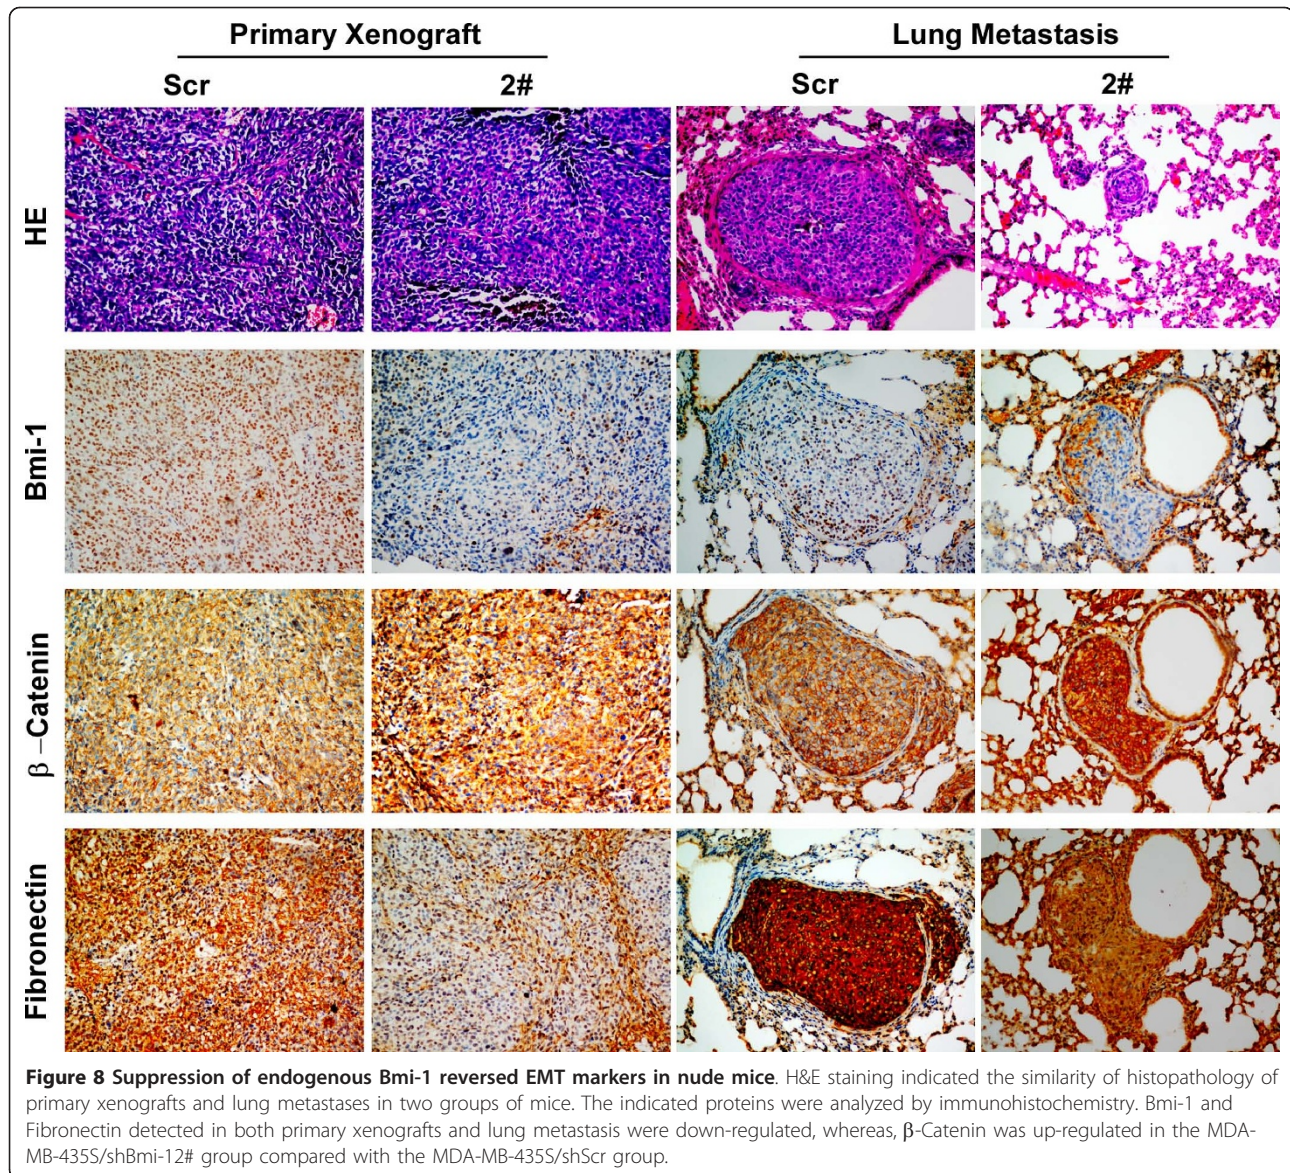 Primary Xenograft
Lung Metastasis
Scr
2#
Scr
2#
HE
Bmi-1
β–Catenin
Fibronectin
Figure 8 Suppression of endogenous Bmi-1 reversed EMT markers in nude mice. H&E staining indicated the similarity of histopathology of
primary xenografts and lung metastases in two groups of mice. The indicated proteins were analyzed by immunohistochemistry. Bmi-1 and
Fibronectin detected in both primary xenografts and lung metastasis were down-regulated, whereas, β-Catenin was up-regulated in the MDA-
MB-435S/shBmi-12# group compared with the MDA-MB-435S/shScr group.